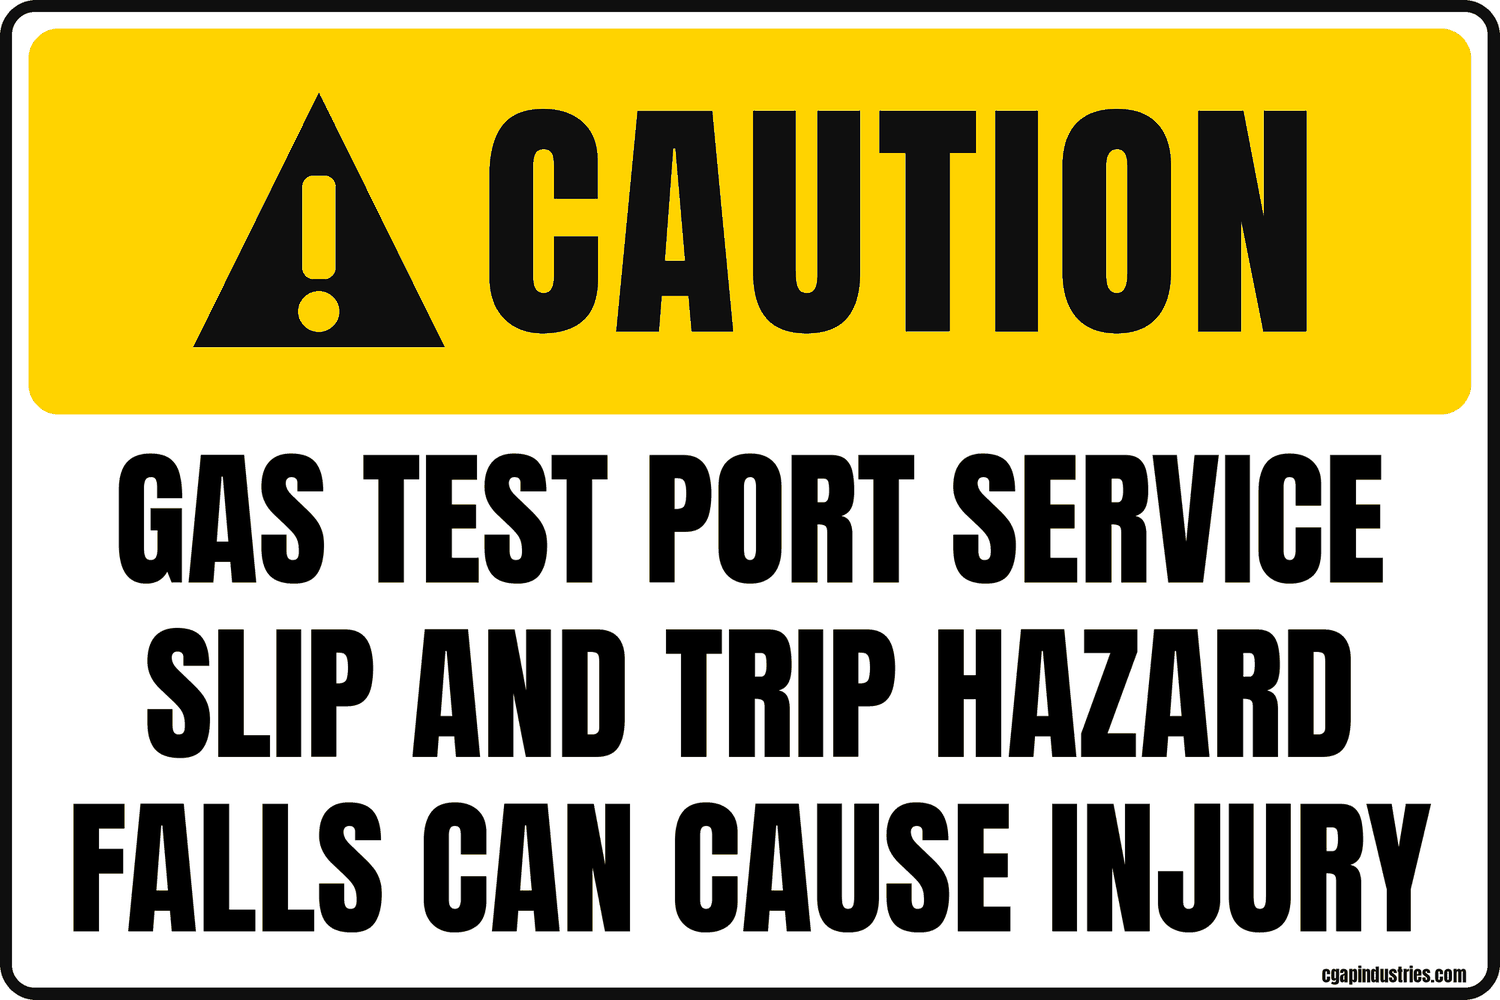 CAUTION
GAS TEST PORT SERVICE
SLIP AND TRIP HAZARD
FALLS CAN CAUSE INJURY
cgapindustries.com